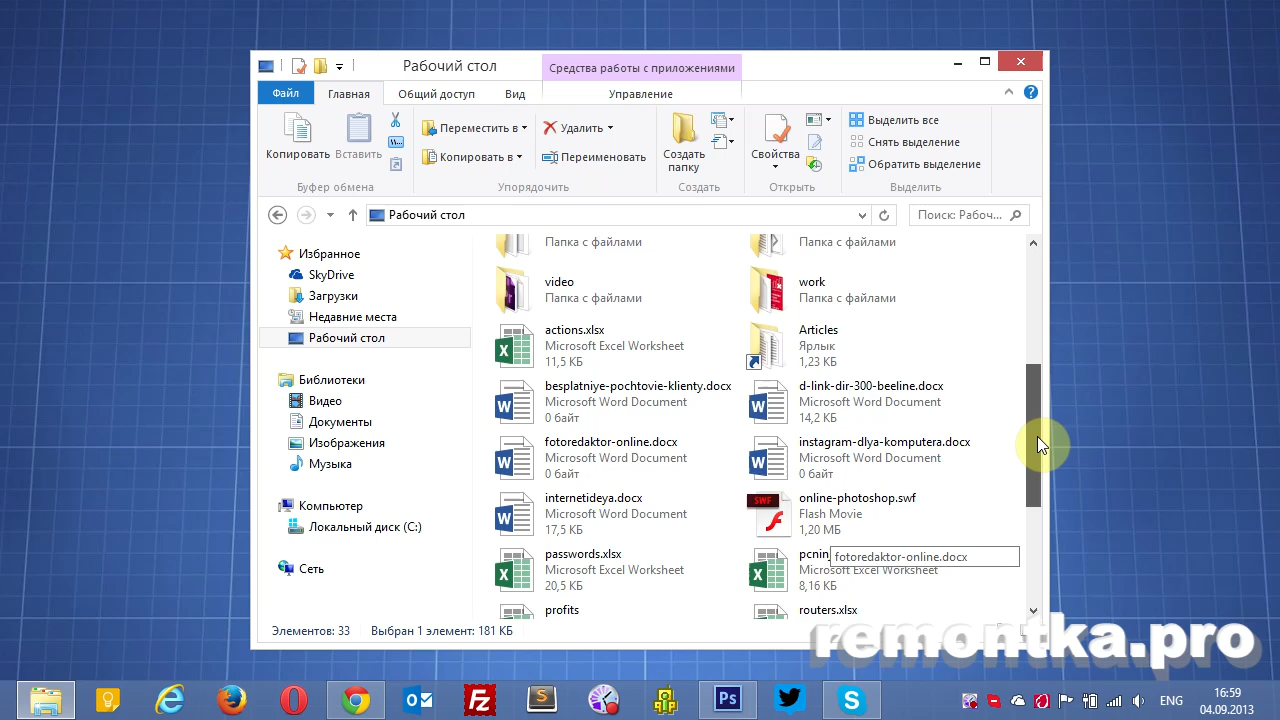 Рабочий стол
Средства работы с приложениями
Файл
Главная
Общий доступ
Вид
Управление
Копировать
Вставить
Переместить в
Копировать в
Удалить
Переименовать
Создать
папку
Свойства
Выделить все
Снять выделение
Обратить выделение
Буфер обмена
Упорядочить
Создать
Открыть
Выделить
Рабочий стол
Поиск: Рабоч...
Избранное
SkyDrive
Загрузки
Недавние места
Рабочий стол
Библиотеки
Видео
Документы
Изображения
Музыка
Компьютер
Локальный диск (C:)
Сеть
Папка с файлами
Папка с файлами
video
Папка с файлами
work
Папка с файлами
actions.xlsx
Microsoft Excel Worksheet
11,5 КБ
Articles
Ярлык
1,23 КБ
besplatniye-pochtovie-klienty.docx
Microsoft Word Document
0 байт
d-link-dir-300-beeline.docx
Microsoft Word Document
14,2 КБ
fotoredaktor-online.docx
Microsoft Word Document
0 байт
instagram-dlya-komputera.docx
Microsoft Word Document
0 байт
internetideya.docx
Microsoft Word Document
17,5 КБ
SWF
online-photoshop.swf
Flash Movie
1,20 МБ
passwords.xlsx
Microsoft Excel Worksheet
20,5 КБ
fotoredaktor-online.docx
Microsoft Excel Worksheet
8,16 КБ
profits
routers.xlsx
Элементов: 33
Выбран 1 элемент: 181 КБ
remontka.pro
Ps
ENG
16:59
04.09.2013